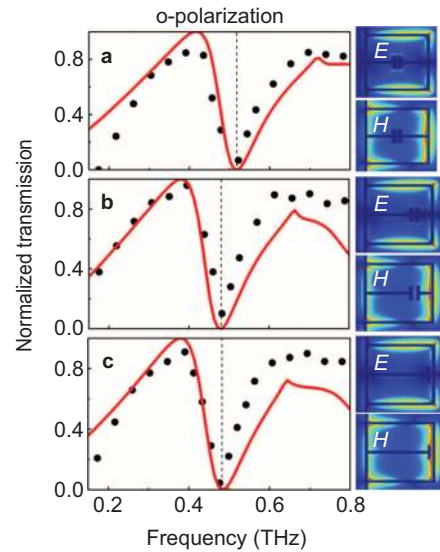 o-polarization
a
0.8
0.4
0.0
E
H
b
0.8
0.4
0.0
E
H
c
0.8
0.4
0.0
E
H
0.2 0.4 0.6 0.8
Frequency (THz)
Normalized transmission